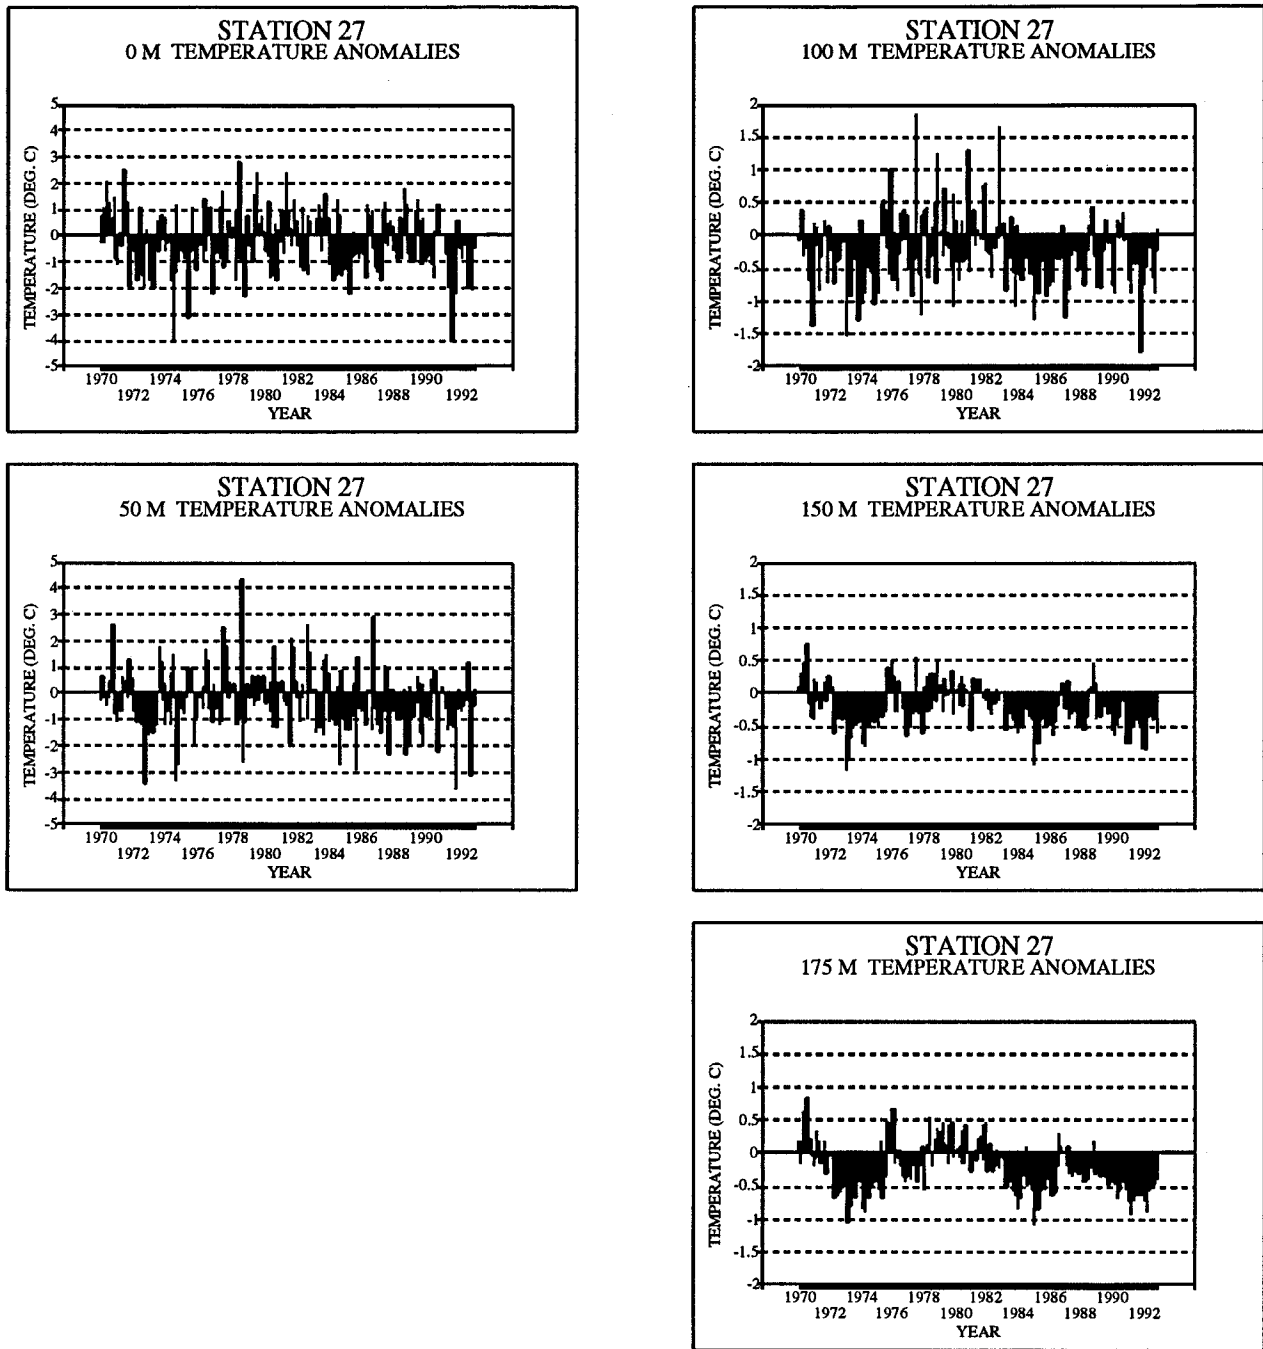 STATION 27
0 M TEMPERATURE ANOMALIES
TEMPERATURE (DEG. C)
5
4
3
2
1
0
-1
-2
-3
-4
-5
1970 1974 1978 1982 1986 1990
1972 1976 1980 1984 1988 1992
YEAR
STATION 27
100 M TEMPERATURE ANOMALIES
TEMPERATURE (DEG. C)
2
1.5
1
0.5
0
-0.5
-1
-1.5
-2
1970 1974 1978 1982 1986 1990
1972 1976 1980 1984 1988 1992
YEAR
STATION 27
50 M TEMPERATURE ANOMALIES
TEMPERATURE (DEG. C)
5
4
3
2
1
0
-1
-2
-3
-4
-5
1970 1974 1978 1982 1986 1990
1972 1976 1980 1984 1988 1992
YEAR
STATION 27
150 M TEMPERATURE ANOMALIES
TEMPERATURE (DEG. C)
2
1.5
1
0.5
0
-0.5
-1
-1.5
-2
1970 1974 1978 1982 1986 1990
1972 1976 1980 1984 1988 1992
YEAR
STATION 27
175 M TEMPERATURE ANOMALIES
TEMPERATURE (DEG. C)
2
1.5
1
0.5
0
-0.5
-1
-1.5
-2
1970 1974 1978 1982 1986 1990
1972 1976 1980 1984 1988 1992
YEAR